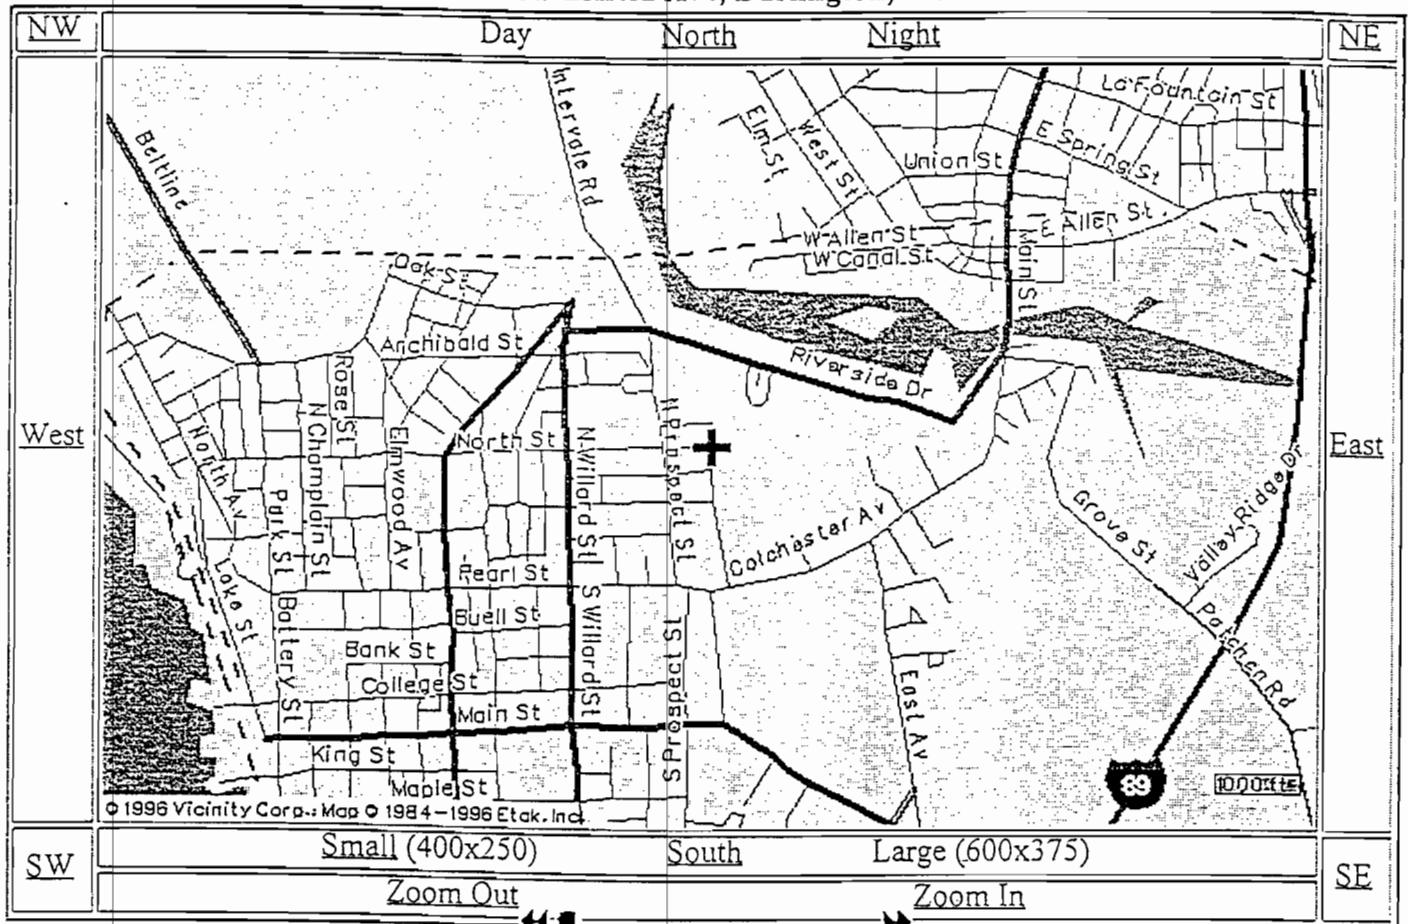 NW
Day
North
Night
NE
West
East
Intervale Rd
Beltline
Elm St
West St
La Fountain St
E Spring St
Union St
E Allen St
W Allen St
W Canal St
Main St
Oak St
Archibald St
Riverside Dr
Rose St
N Champlain St
Elmwood Av
North Av
Park St
North St
N Willard St
N Prospect St
Colchester Av
Grove St
Valley Ridge Dr
Patchen Rd
Lake St
Pearl St
Battery St
Buell St
S Willard St
Bank St
College St
Main St
S Prospect St
East Av
King St
Maple St
89
1000 ft
© 1996 Vicinity Corp.; Map © 1984-1996 Etak, Inc.
SW
Small (400x250)
South
Large (600x375)
SE
Zoom Out
Zoom In